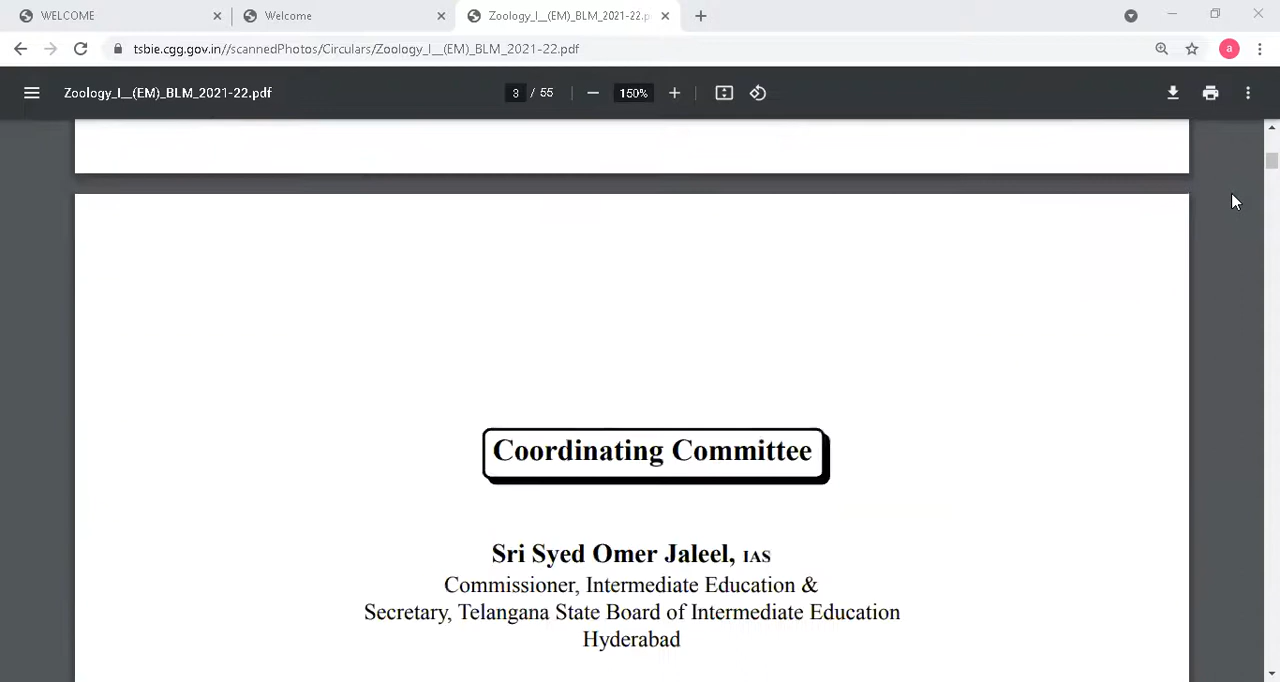 WELCOME
Welcome
Zoology_I__(EM)_BLM_2021-22.p
tsbie.cgg.gov.in//scannedPhotos/Circulars/Zoology_I__(EM)_BLM_2021-22.pdf
a
Zoology_I__(EM)_BLM_2021-22.pdf
3 / 55
150%
Coordinating Committee
Sri Syed Omer Jaleel, IAS
Commissioner, Intermediate Education &
Secretary, Telangana State Board of Intermediate Education
Hyderabad